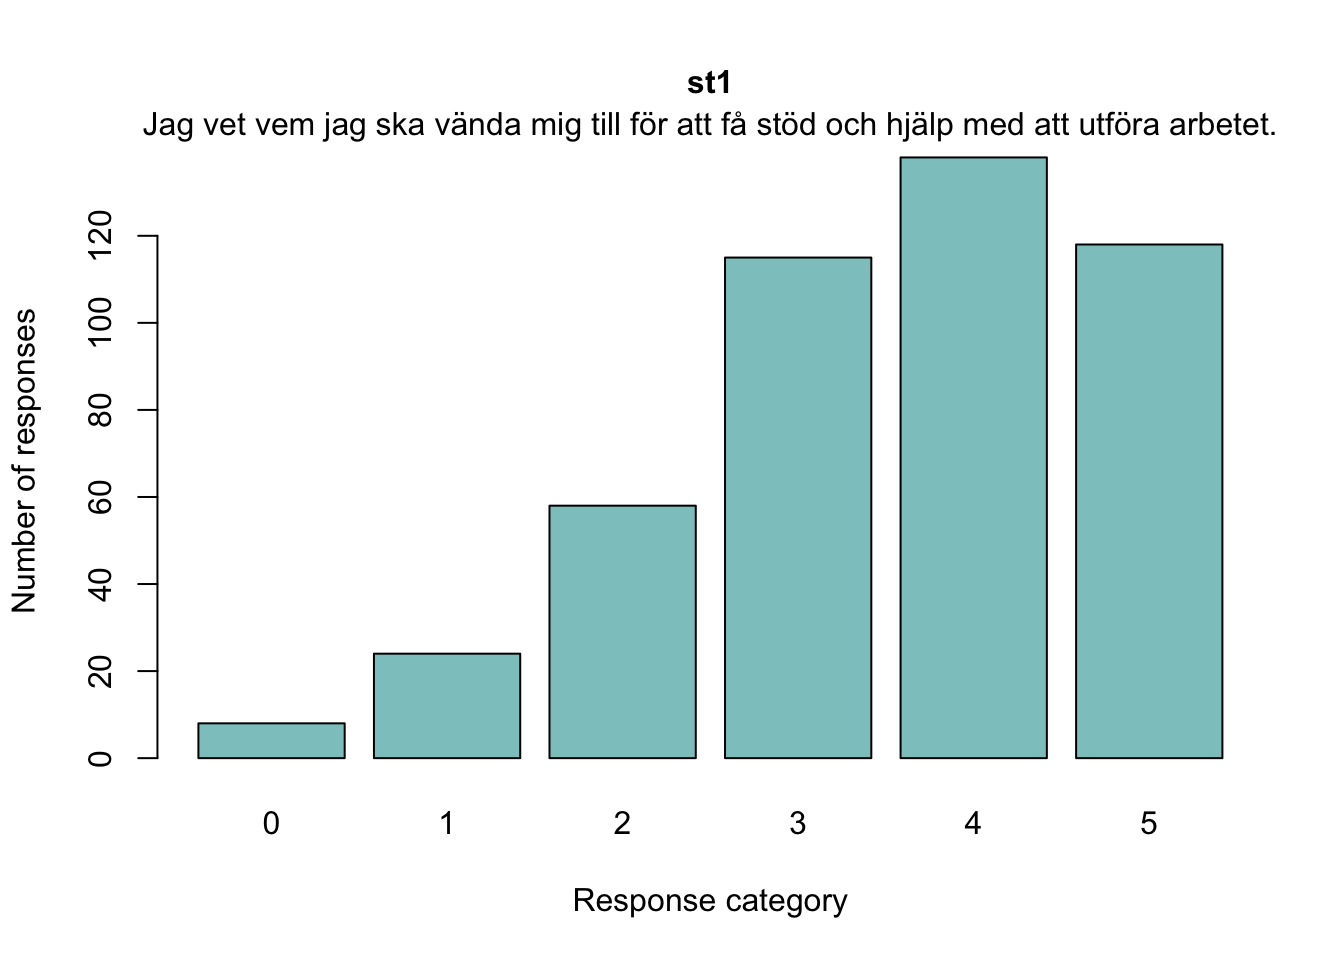 st1
Jag vet vem jag ska vända mig till för att få stöd och hjälp med att utföra arbetet.
Number of responses
120
100
80
60
40
20
0
0 1 2 3 4 5
Response category